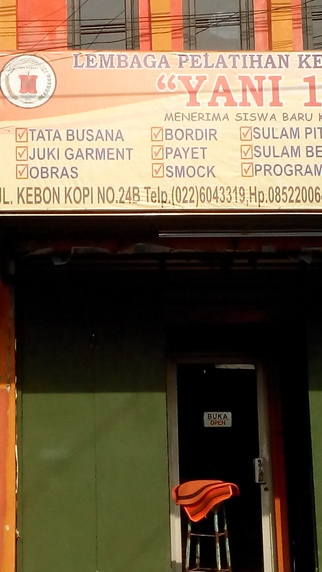 LEMBAGA PELATIHAN KE
"YANI 1
MENERIMA SISWA BARU K
TATA BUSANA
BORDIR
SULAM PIT
JUKI GARMENT
PAYET
SULAM BE
OBRAS
SMOCK
PROGRAM
JL. KEBON KOPI NO.24B Telp.(022)6043319,Hp.08522006
BUKA
OPEN